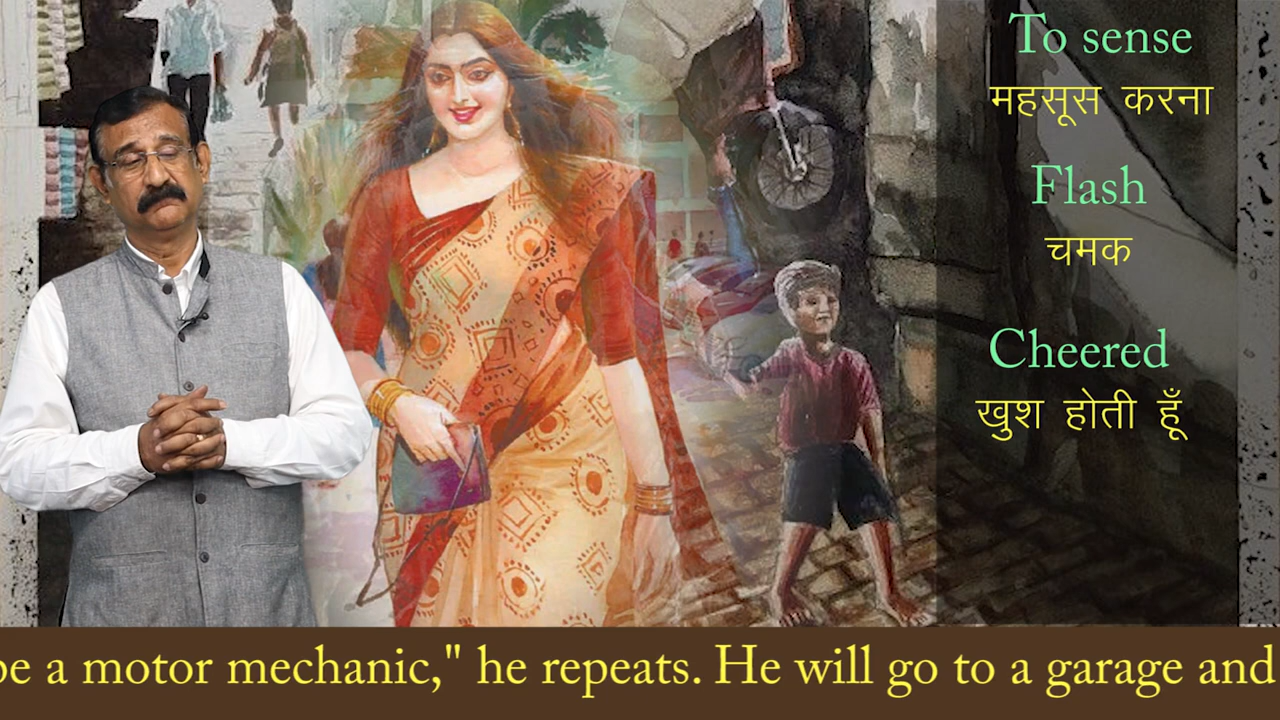 To sense
महसूस करना
Flash
चमक
Cheered
खुश होती हूँ
be a motor mechanic," he repeats. He will go to a garage and